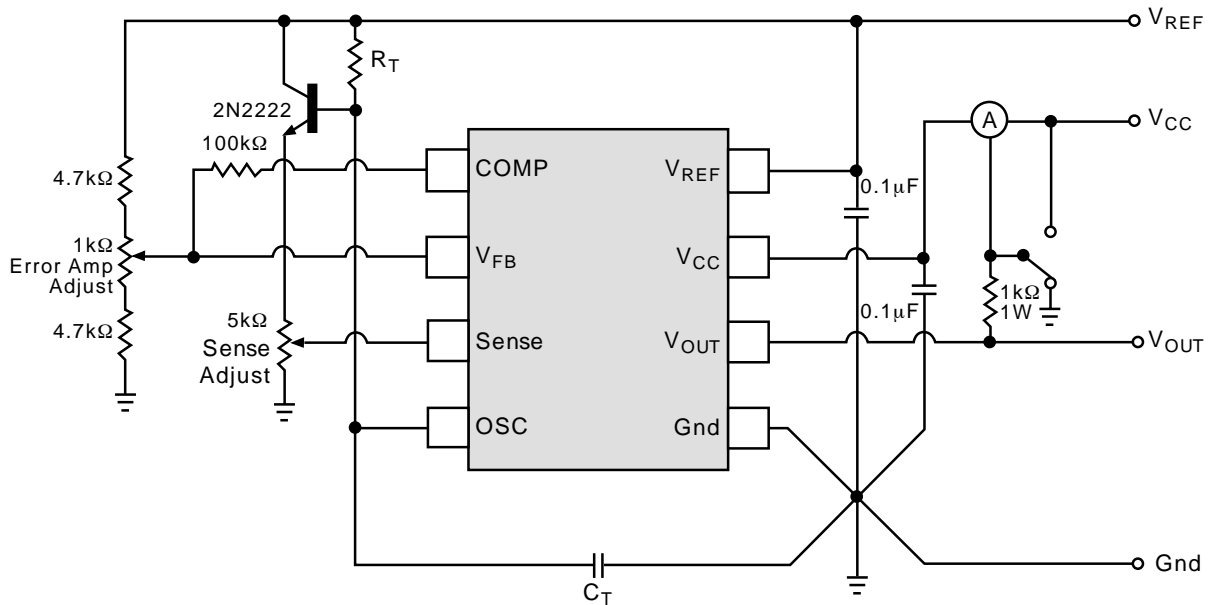 V_REF
R_T
2N2222
A
V_CC
100kΩ
COMP
V_REF
4.7kΩ
0.1μF
1kΩ
Error Amp
Adjust
V_FB
V_CC
1kΩ
1W
0.1μF
4.7kΩ
5kΩ
Sense
Adjust
Sense
V_OUT
V_OUT
OSC
Gnd
Gnd
C_T